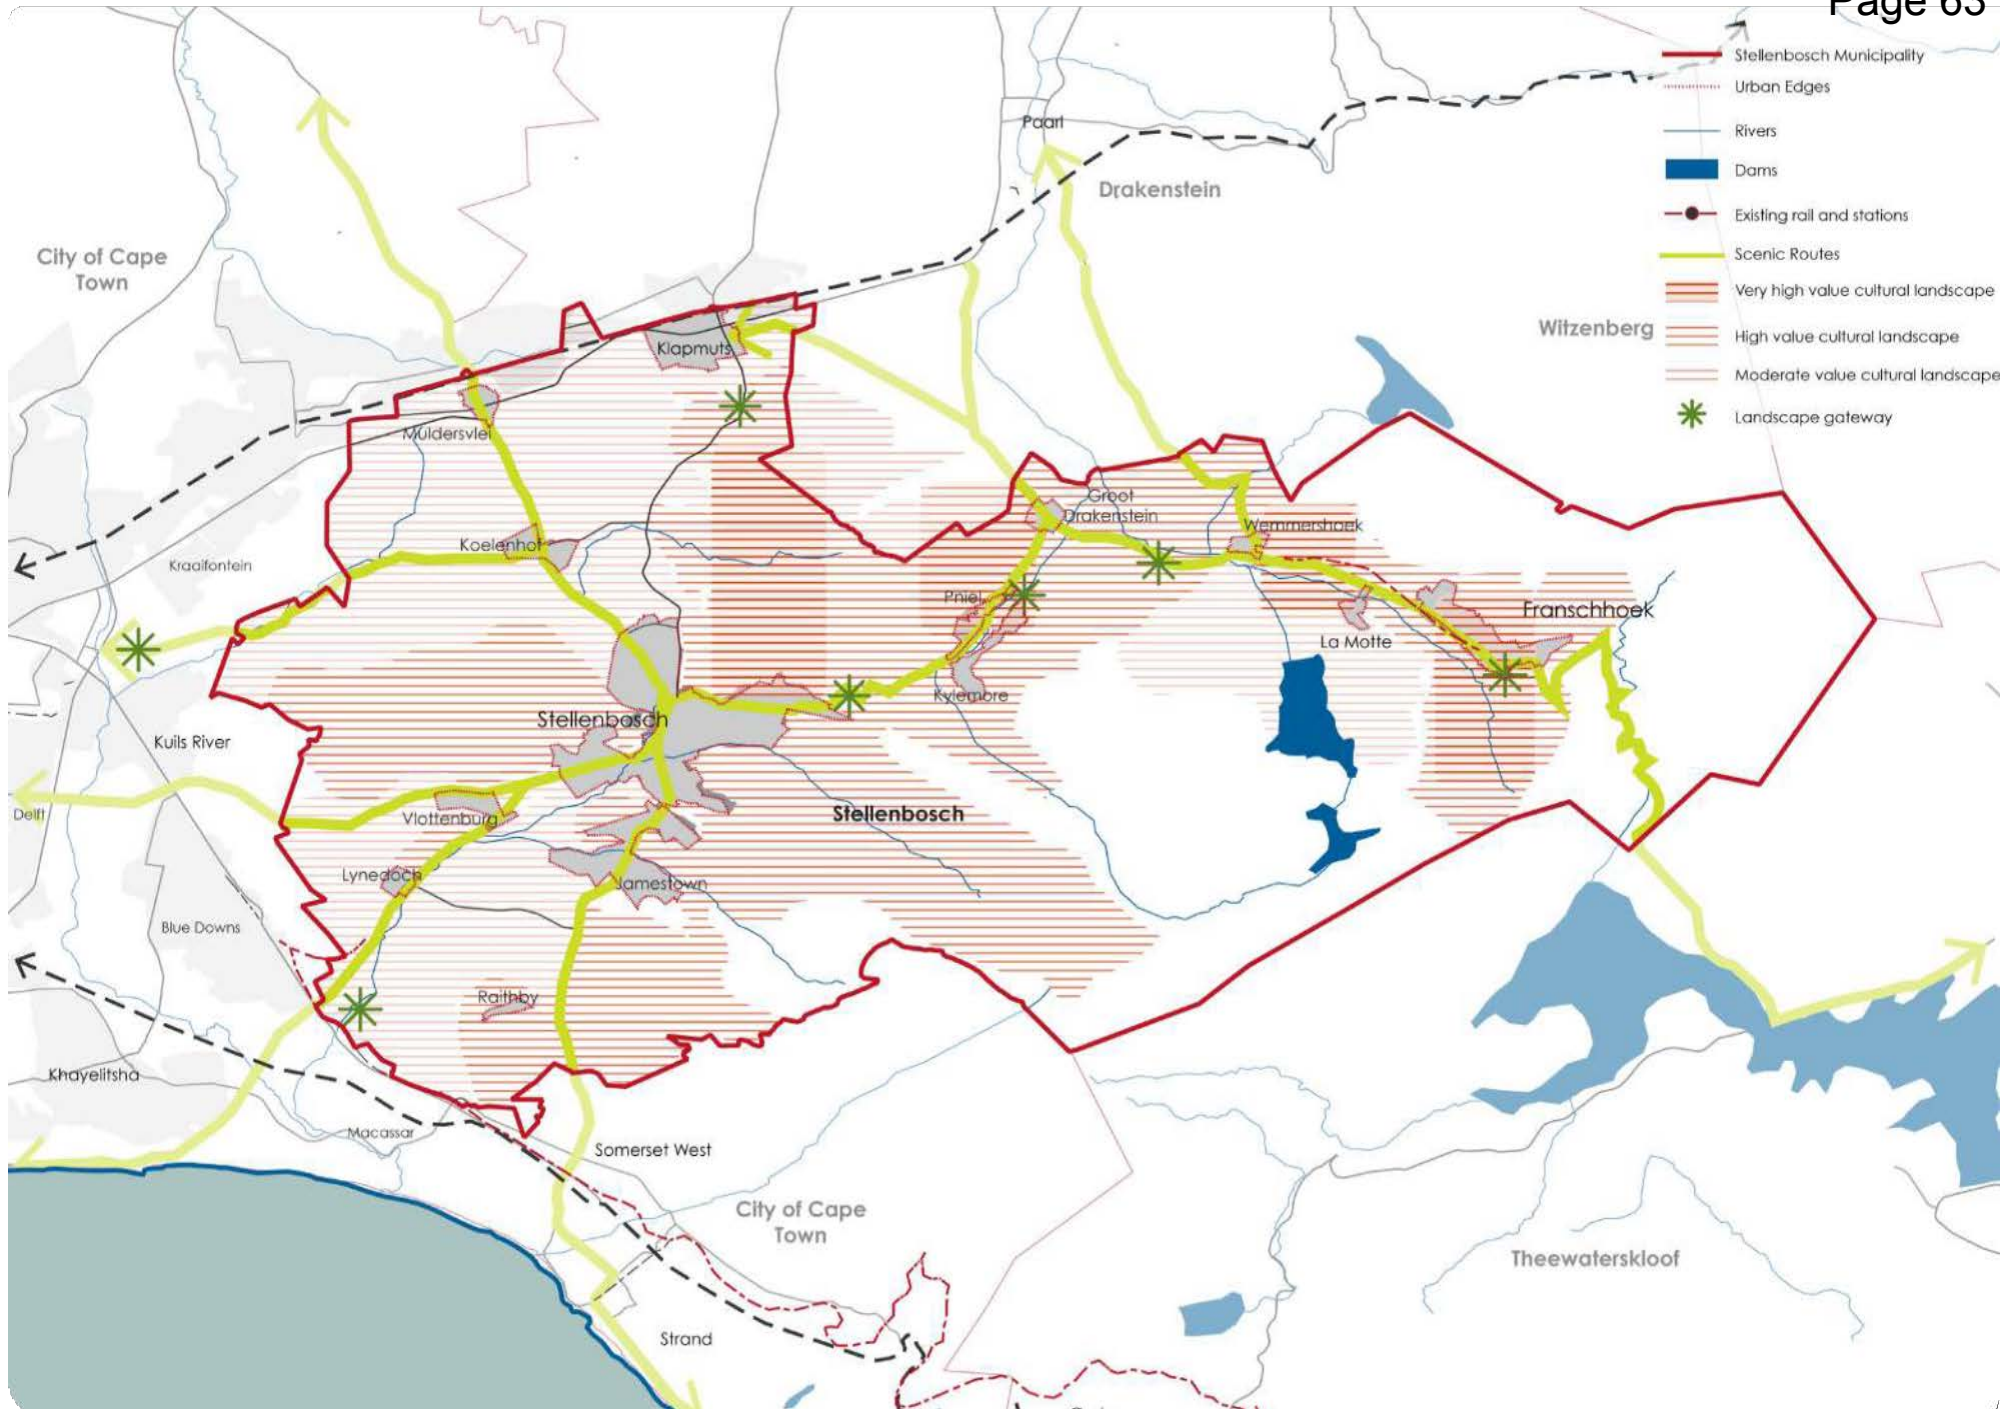 Page 63
Stellenbosch Municipality
Urban Edges
Rivers
Dams
Existing rail and stations
Scenic Routes
Very high value cultural landscape
High value cultural landscape
Moderate value cultural landscape
Landscape gateway
Paarl
Drakenstein
City of Cape
Town
Witzenberg
Klapmuts
Muldersvlei
Groot
Drakenstein
Wemmershoek
Koelenhof
Kraaifontein
Pniel
Franschhoek
La Motte
Kylemore
Stellenbosch
Kuils River
Delft
Vlottenburg
Stellenbosch
Lynedoch
Jamestown
Blue Downs
Raithby
Khayelitsha
Macassar
Somerset West
City of Cape
Town
Theewaterskloof
Strand